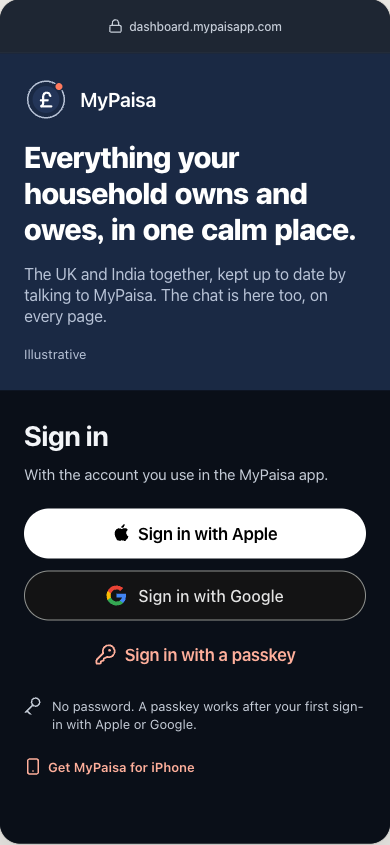 dashboard.mypaisapp.com
£
MyPaisa
Everything your
household owns and
owes, in one calm place.
The UK and India together, kept up to date by
talking to MyPaisa. The chat is here too, on
every page.
Illustrative
Sign in
With the account you use in the MyPaisa app.
Sign in with Apple
Sign in with Google
Sign in with a passkey
No password. A passkey works after your first sign-
in with Apple or Google.
Get MyPaisa for iPhone